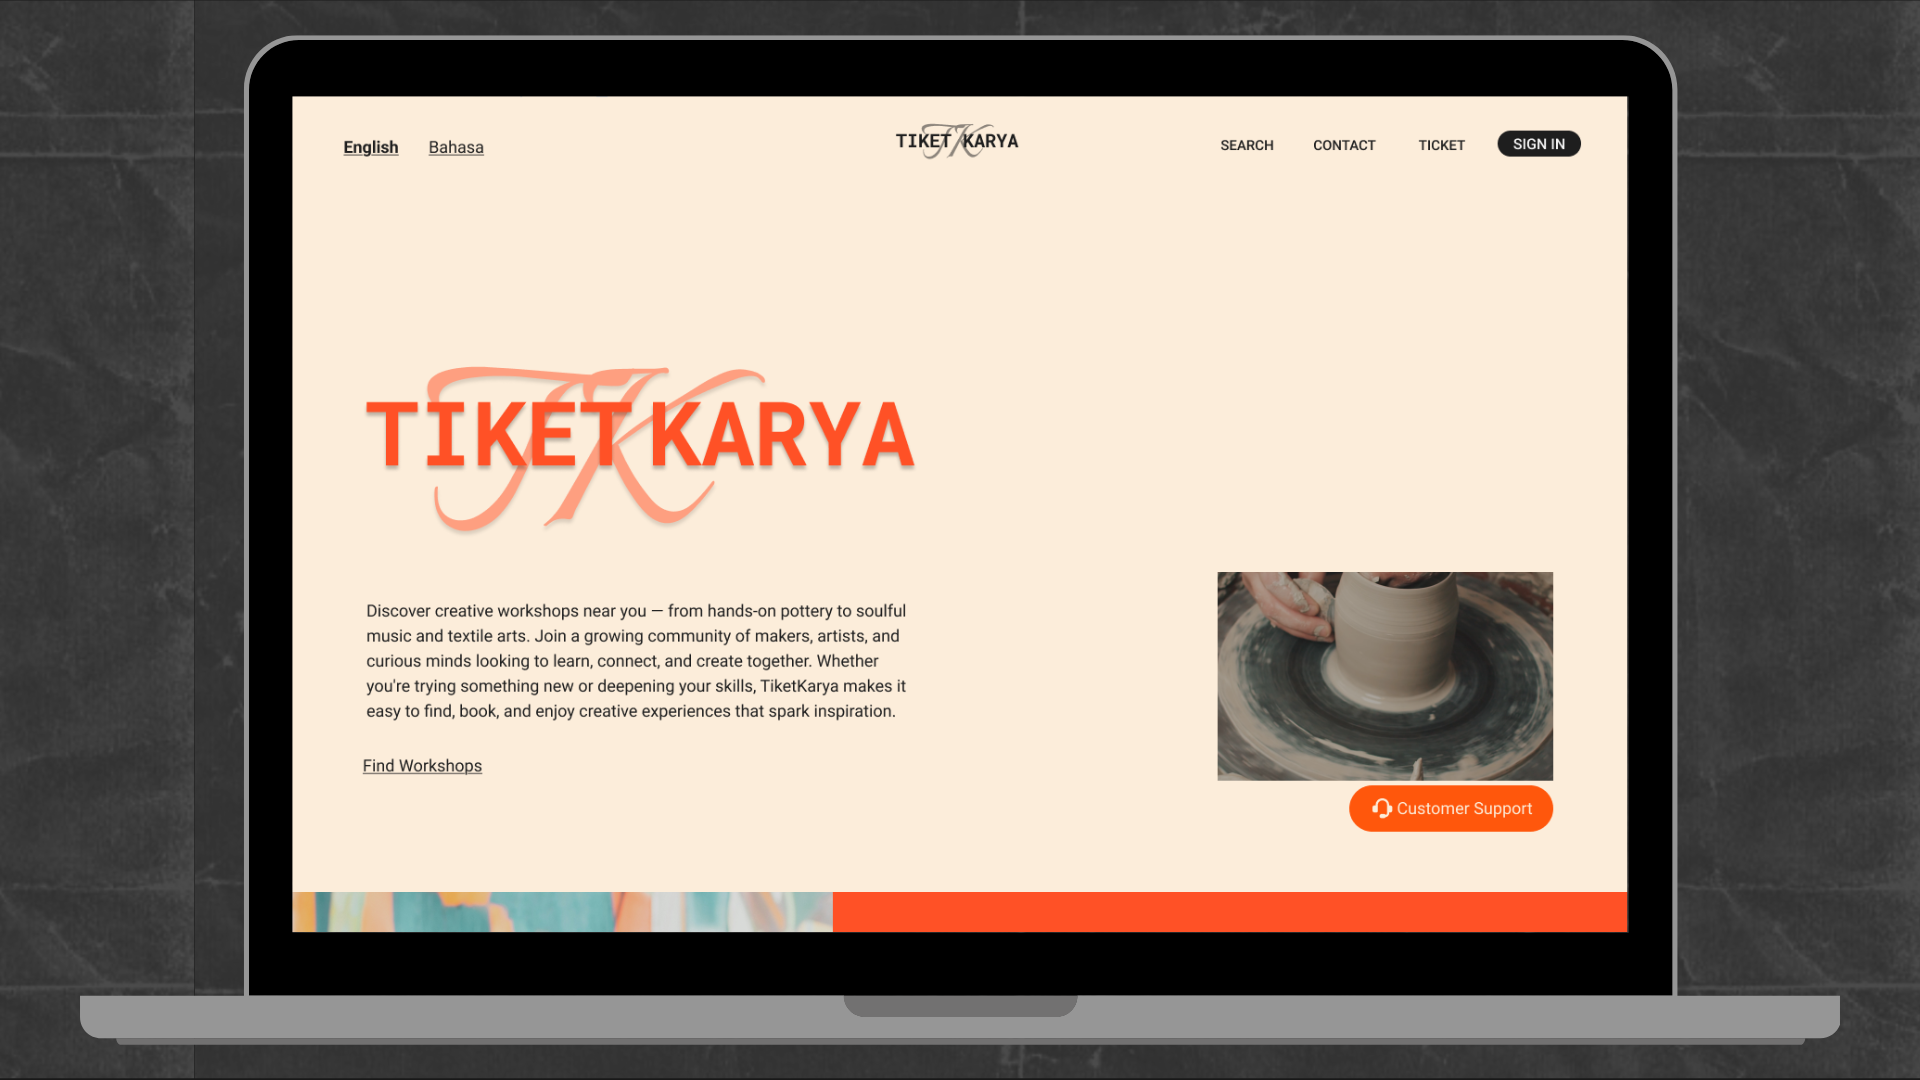 English
Bahasa
TIKET KARYA
TK
SEARCH
CONTACT
TICKET
SIGN IN
TIKET KARYA
TK
Discover creative workshops near you — from hands-on pottery to soulful
music and textile arts. Join a growing community of makers, artists, and
curious minds looking to learn, connect, and create together. Whether
you're trying something new or deepening your skills, TiketKarya makes it
easy to find, book, and enjoy creative experiences that spark inspiration.
Find Workshops
Customer Support